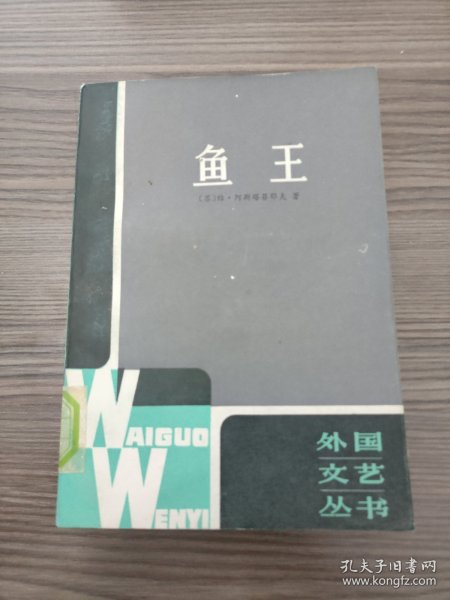 鱼王
〔苏〕维·阿斯塔菲耶夫 著
WAIGUO
WENYI
外国
文艺
丛书
孔夫子旧书网
www.kongfz.com